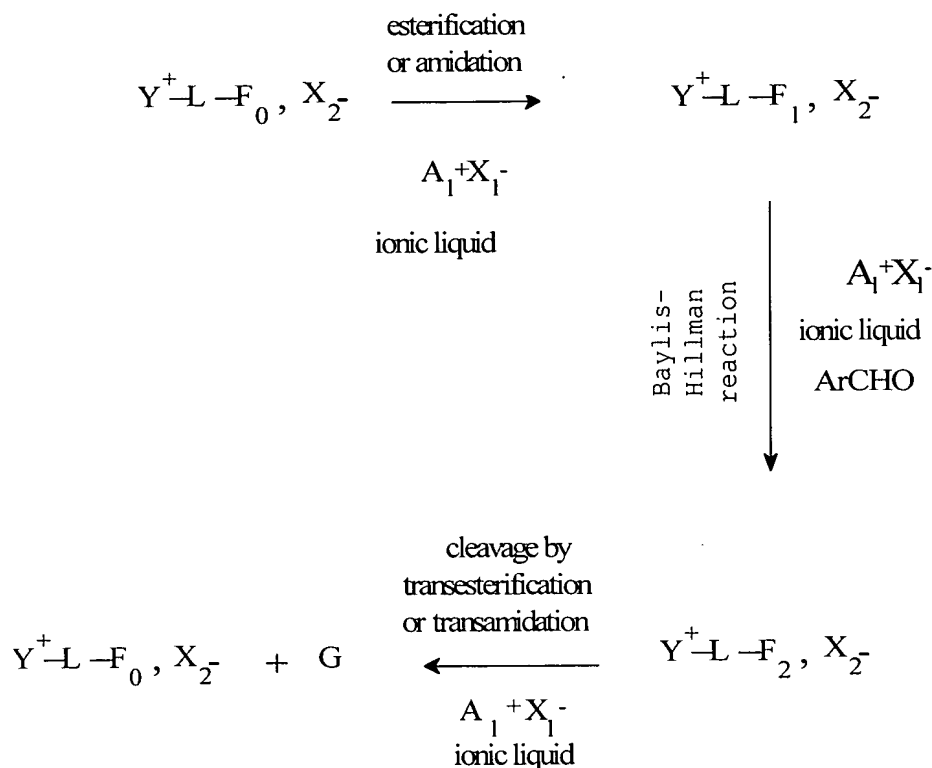 esterification
or amidation
Y⁺–L–F₀, X₂⁻
Y⁺–L–F₁, X₂⁻
A₁⁺X₁⁻
ionic liquid
Baylis-
Hillman
reaction
A₁⁺X₁⁻
ionic liquid
ArCHO
cleavage by
transesterification
or transamidation
Y⁺–L–F₀, X₂⁻ + G
Y⁺–L–F₂, X₂⁻
A₁⁺X₁⁻
ionic liquid